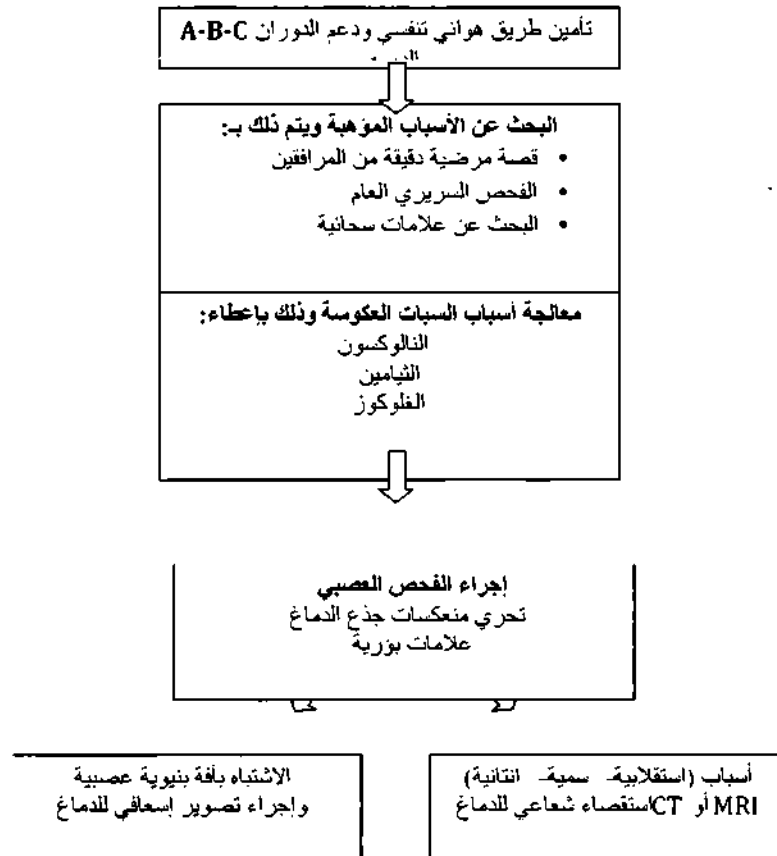 تأمين طريق هوائي تنفسي ودعم الدوران A-B-C
البحث عن الأسباب المؤهبة ويتم ذلك بـ:
• قصة مرضية دقيقة من المرافقين
• الفحص السريري العام
• البحث عن علامات سحائية
معالجة أسباب السبات العكوسة وذلك بإعطاء:
النالوكسون
الثيامين
الغلوكوز
إجراء الفحص العصبي
تحري منعكسات جذع الدماغ
علامات بؤرية
أسباب (استقلابية- سمية- انتانية)
استقصاء شعاعي للدماغ CT أو MRI
الاشتباه بآفة بنيوية عصبية
وإجراء تصوير إسعافي للدماغ